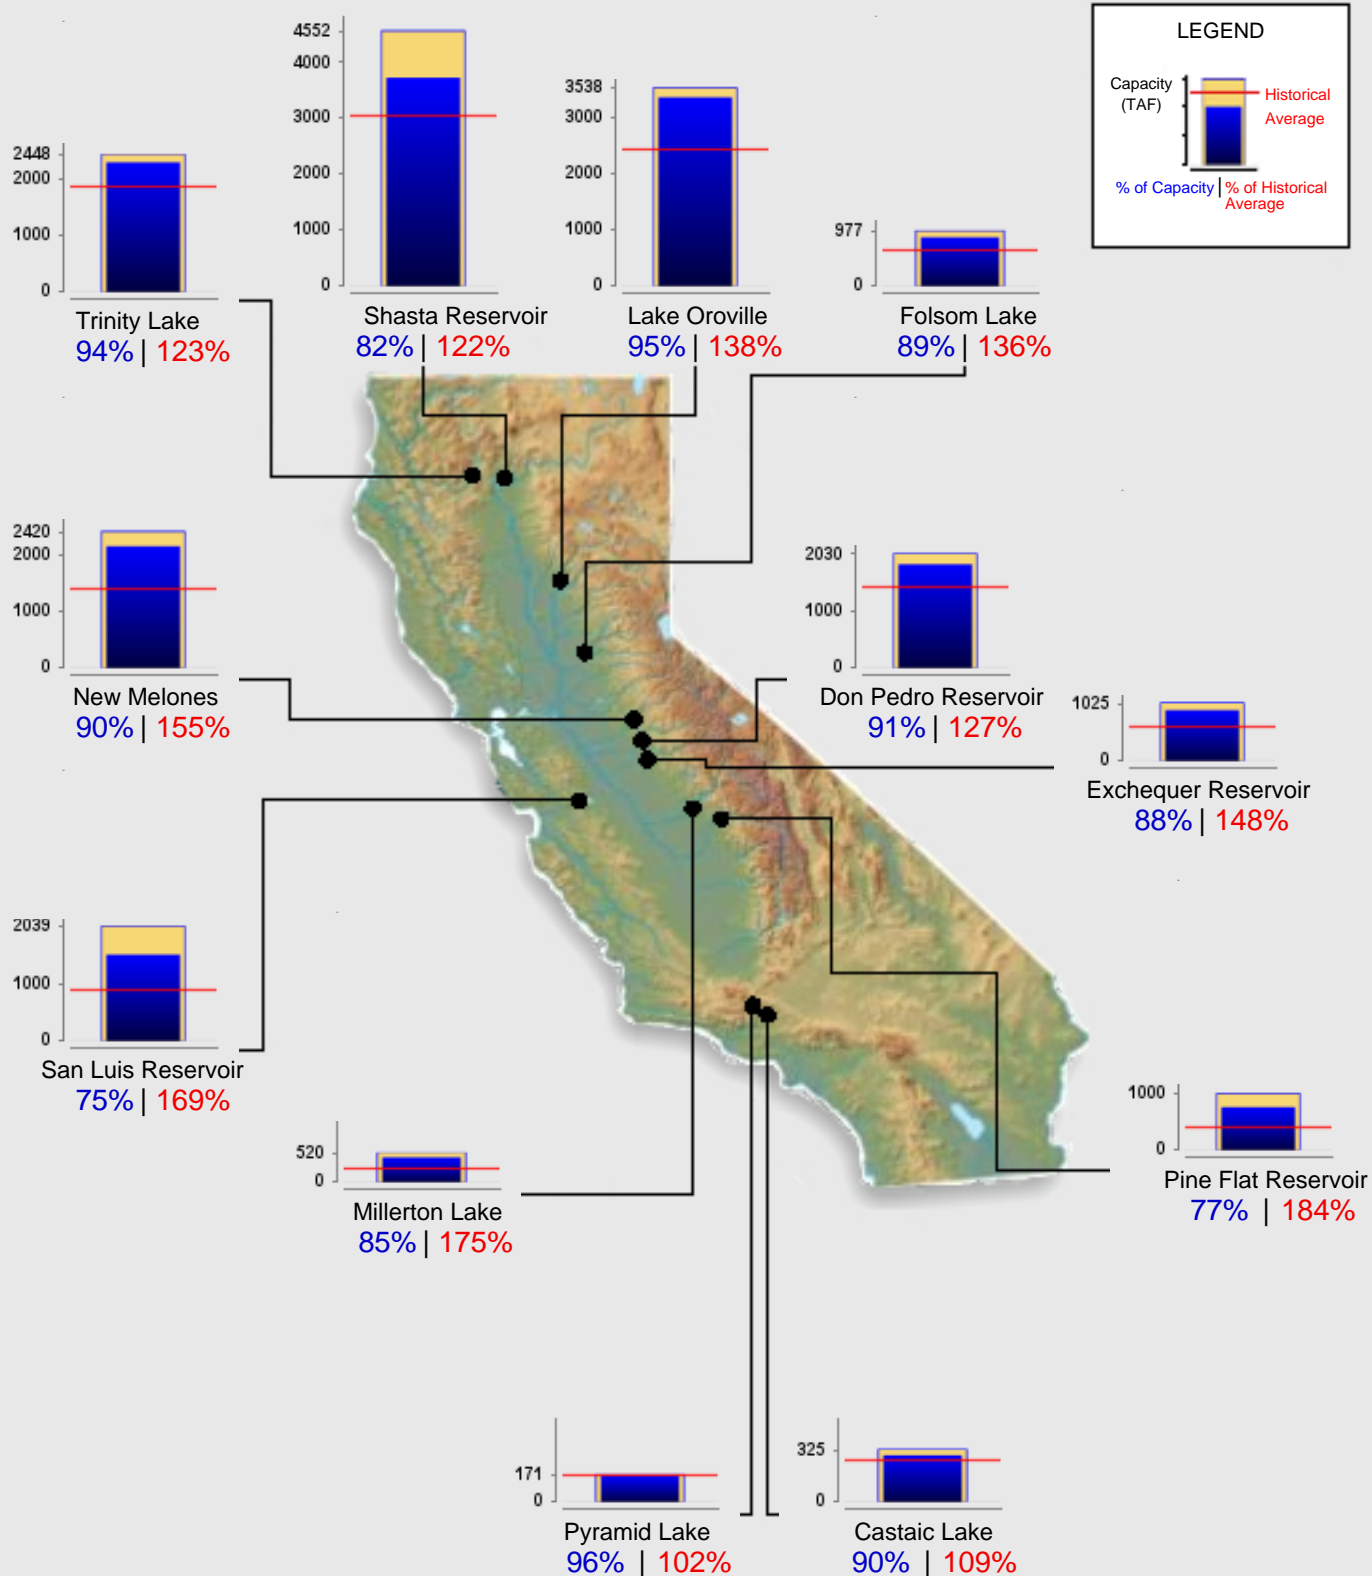 LEGEND
Capacity
(TAF)
Historical
Average
% of Capacity | % of Historical
Average
4552
4000
3000
2000
1000
0
Shasta Reservoir
82% | 122%
3538
3000
2000
1000
0
Lake Oroville
95% | 138%
2448
2000
1000
0
Trinity Lake
94% | 123%
977
0
Folsom Lake
89% | 136%
2420
2000
1000
0
New Melones
90% | 155%
2030
1000
0
Don Pedro Reservoir
91% | 127%
1025
0
Exchequer Reservoir
88% | 148%
2039
1000
0
San Luis Reservoir
75% | 169%
520
0
Millerton Lake
85% | 175%
1000
0
Pine Flat Reservoir
77% | 184%
171
0
Pyramid Lake
96% | 102%
325
0
Castaic Lake
90% | 109%